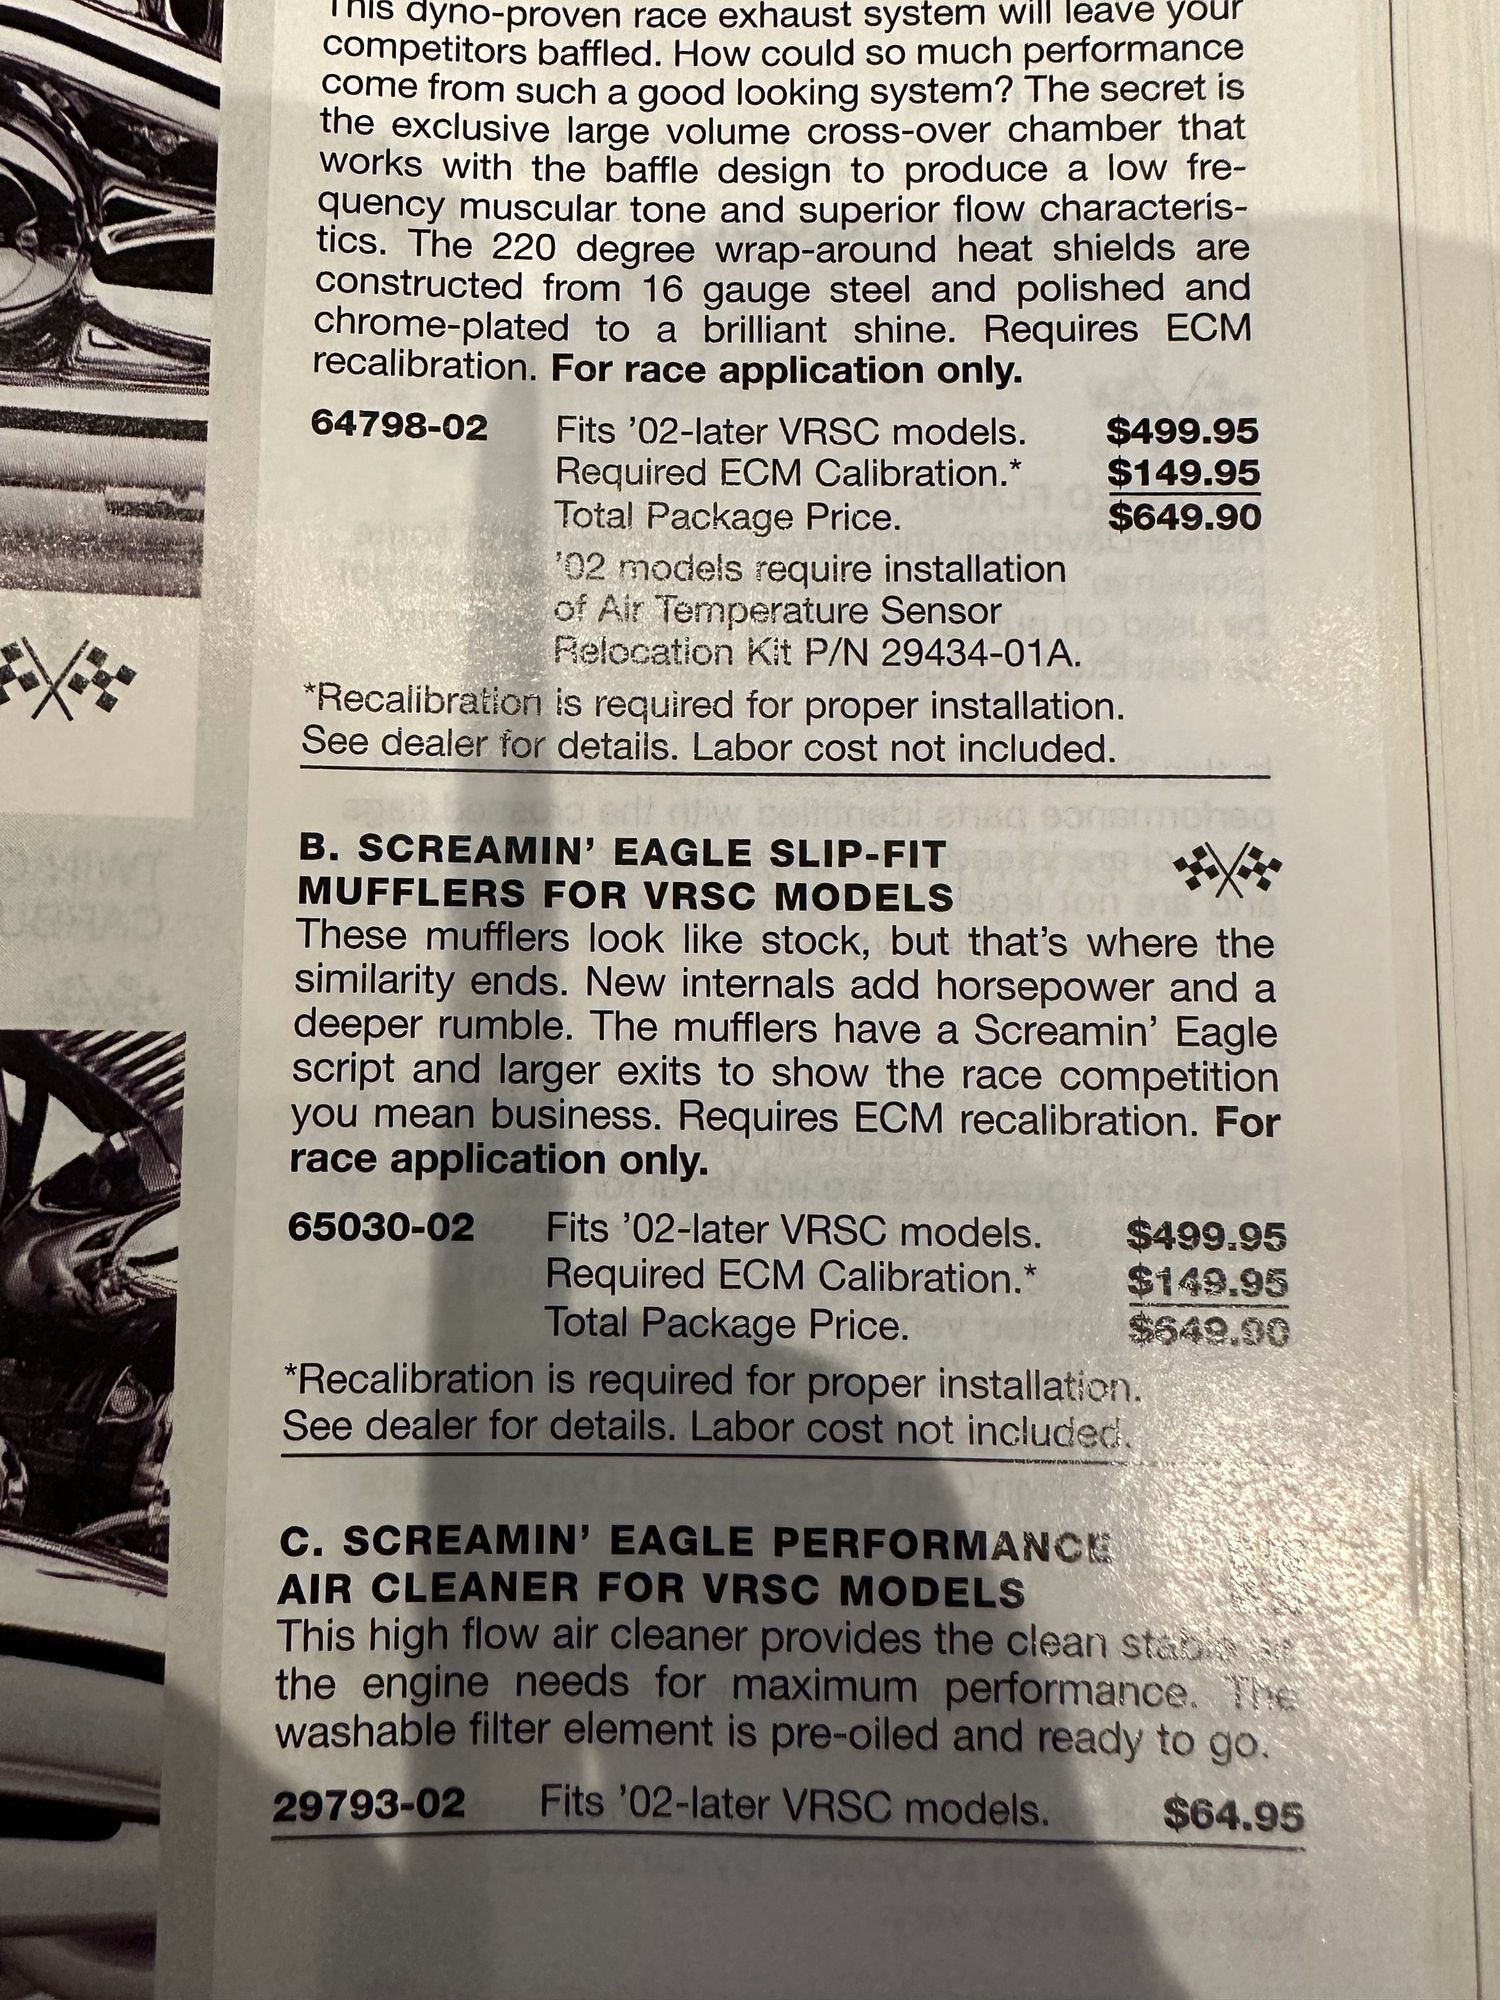 This dyno-proven race exhaust system will leave your
competitors baffled. How could so much performance
come from such a good looking system? The secret is
the exclusive large volume cross-over chamber that
works with the baffle design to produce a low fre-
quency muscular tone and superior flow characteris-
tics. The 220 degree wrap-around heat shields are
constructed from 16 gauge steel and polished and
chrome-plated to a brilliant shine. Requires ECM
recalibration. For race application only.
64798-02 Fits '02-later VRSC models. $499.95
Required ECM Calibration.* $149.95
Total Package Price. $649.90
'02 models require installation
of Air Temperature Sensor
Relocation Kit P/N 29434-01A.
*Recalibration is required for proper installation.
See dealer for details. Labor cost not included.
B. SCREAMIN' EAGLE SLIP-FIT
MUFFLERS FOR VRSC MODELS
These mufflers look like stock, but that's where the
similarity ends. New internals add horsepower and a
deeper rumble. The mufflers have a Screamin' Eagle
script and larger exits to show the race competition
you mean business. Requires ECM recalibration. For
race application only.
65030-02 Fits '02-later VRSC models. $499.95
Required ECM Calibration.* $149.95
Total Package Price. $649.90
*Recalibration is required for proper installation.
See dealer for details. Labor cost not included.
C. SCREAMIN' EAGLE PERFORMANCE
AIR CLEANER FOR VRSC MODELS
This high flow air cleaner provides the clean stable air
the engine needs for maximum performance. The
washable filter element is pre-oiled and ready to go.
29793-02 Fits '02-later VRSC models. $64.95